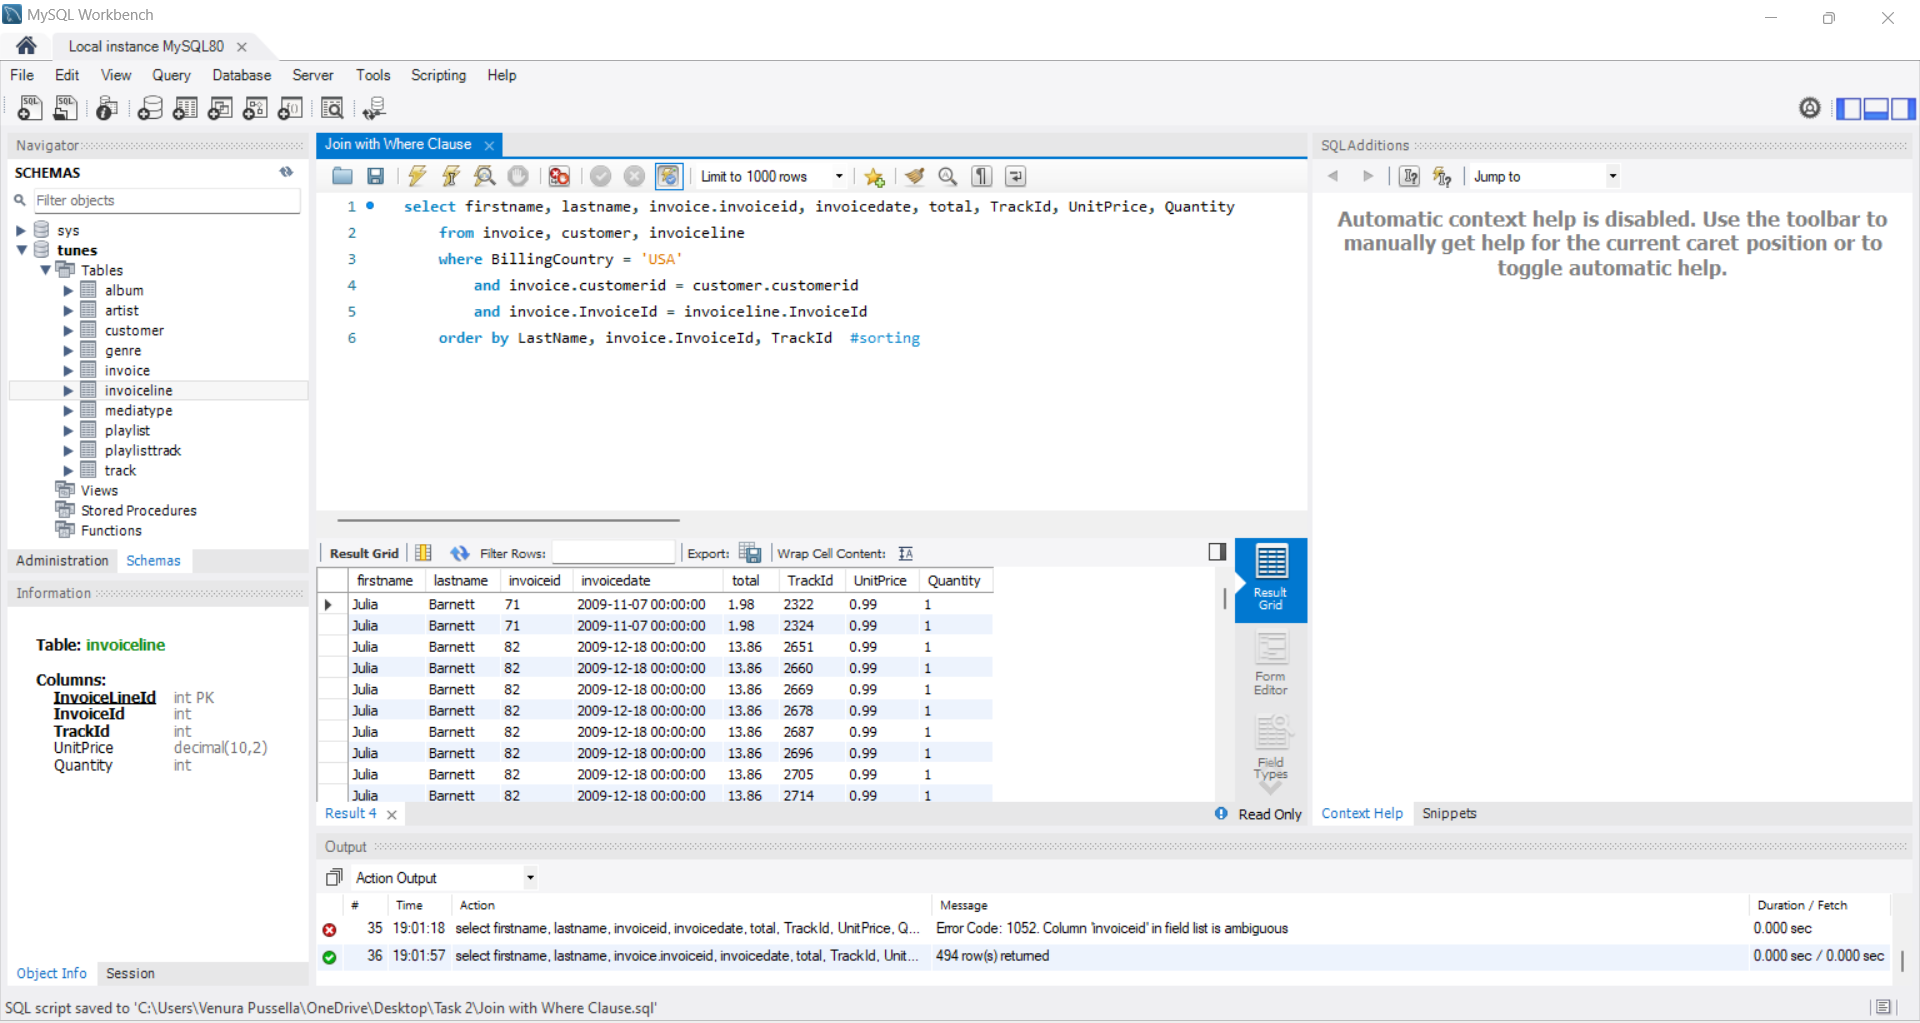 MySQL Workbench
Local instance MySQL80
File Edit View Query Database Server Tools Scripting Help
Navigator
SCHEMAS
Filter objects
sys
tunes
Tables
album
artist
customer
genre
invoice
invoiceline
mediatype
playlist
playlisttrack
track
Views
Stored Procedures
Functions
Administration Schemas
Information
Table: invoiceline
Columns:
InvoiceLineId int PK
InvoiceId int
TrackId int
UnitPrice decimal(10,2)
Quantity int
Object Info Session
Join with Where Clause
Limit to 1000 rows
1 select firstname, lastname, invoice.invoiceid, invoicedate, total, TrackId, UnitPrice, Quantity
2 from invoice, customer, invoiceline
3 where BillingCountry = 'USA'
4 and invoice.customerid = customer.customerid
5 and invoice.InvoiceId = invoiceline.InvoiceId
6 order by LastName, invoice.InvoiceId, TrackId #sorting
Result Grid Filter Rows: Export: Wrap Cell Content:
firstname lastname invoiceid invoicedate total TrackId UnitPrice Quantity
Julia Barnett 71 2009-11-07 00:00:00 1.98 2322 0.99 1
Julia Barnett 71 2009-11-07 00:00:00 1.98 2324 0.99 1
Julia Barnett 82 2009-12-18 00:00:00 13.86 2651 0.99 1
Julia Barnett 82 2009-12-18 00:00:00 13.86 2660 0.99 1
Julia Barnett 82 2009-12-18 00:00:00 13.86 2669 0.99 1
Julia Barnett 82 2009-12-18 00:00:00 13.86 2678 0.99 1
Julia Barnett 82 2009-12-18 00:00:00 13.86 2687 0.99 1
Julia Barnett 82 2009-12-18 00:00:00 13.86 2696 0.99 1
Julia Barnett 82 2009-12-18 00:00:00 13.86 2705 0.99 1
Julia Barnett 82 2009-12-18 00:00:00 13.86 2714 0.99 1
Result
Grid
Form
Editor
Field
Types
Result 4
Read Only
SQLAdditions
Jump to
Automatic context help is disabled. Use the toolbar to
manually get help for the current caret position or to
toggle automatic help.
Context Help Snippets
Output
Action Output
# Time Action Message Duration / Fetch
35 19:01:18 select firstname, lastname, invoiceid, invoicedate, total, TrackId, UnitPrice, Q... Error Code: 1052. Column 'invoiceid' in field list is ambiguous 0.000 sec
36 19:01:57 select firstname, lastname, invoice.invoiceid, invoicedate, total, TrackId, Unit... 494 row(s) returned 0.000 sec / 0.000 sec
SQL script saved to 'C:\Users\Venura Pussella\OneDrive\Desktop\Task 2\Join with Where Clause.sql'